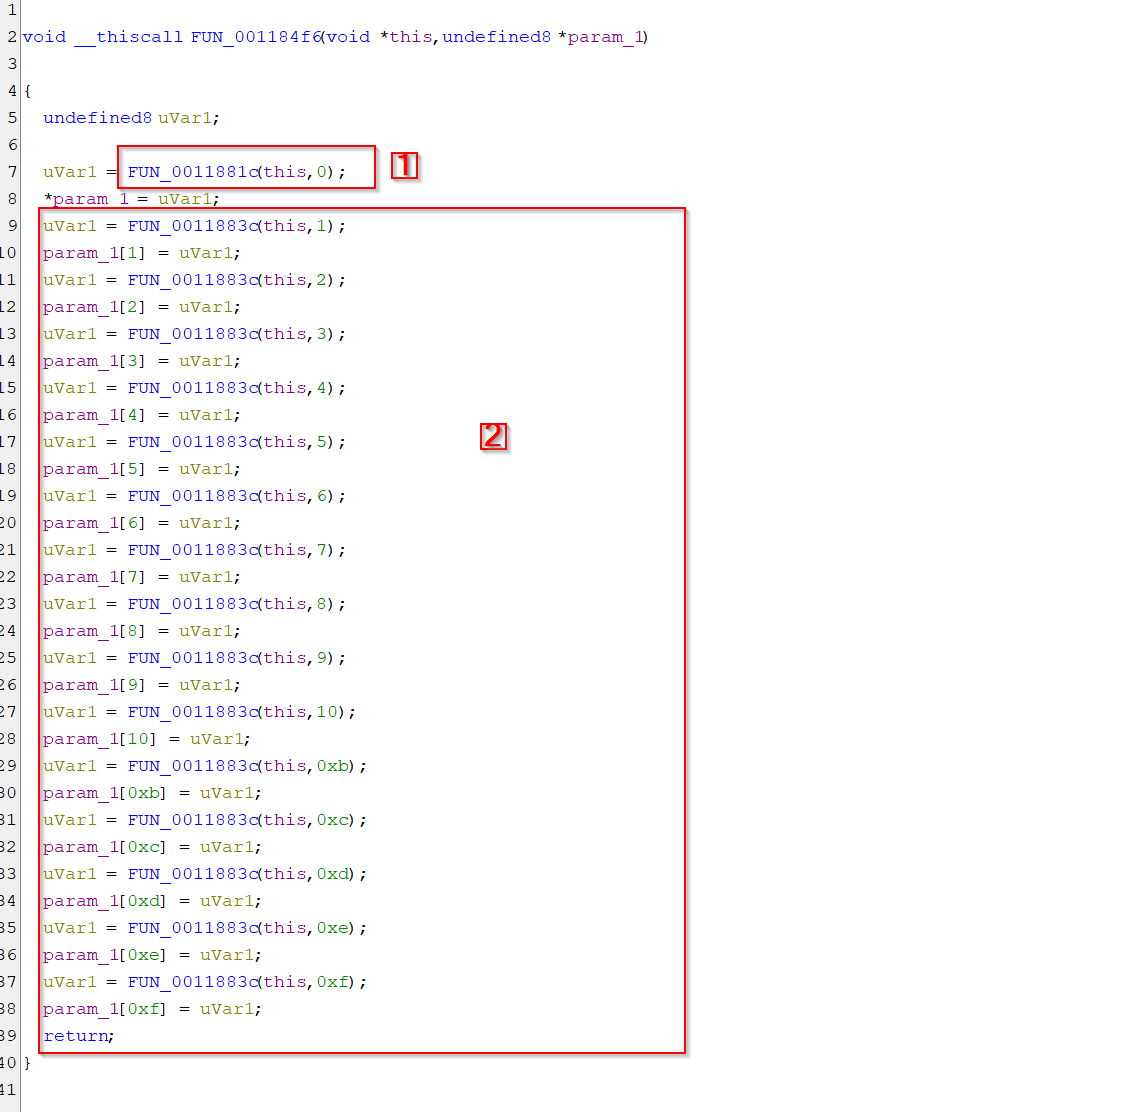 1
2 void __thiscall FUN_001184f6(void *this,undefined8 *param_1)
3
4 {
5 undefined8 uVar1;
6
7 uVar1 = FUN_0011881c(this,0); 1
8 *param_1 = uVar1;
9 uVar1 = FUN_0011883c(this,1);
10 param_1[1] = uVar1;
11 uVar1 = FUN_0011883c(this,2);
12 param_1[2] = uVar1;
13 uVar1 = FUN_0011883c(this,3);
14 param_1[3] = uVar1;
15 uVar1 = FUN_0011883c(this,4);
16 param_1[4] = uVar1;
17 uVar1 = FUN_0011883c(this,5); 2
18 param_1[5] = uVar1;
19 uVar1 = FUN_0011883c(this,6);
20 param_1[6] = uVar1;
21 uVar1 = FUN_0011883c(this,7);
22 param_1[7] = uVar1;
23 uVar1 = FUN_0011883c(this,8);
24 param_1[8] = uVar1;
25 uVar1 = FUN_0011883c(this,9);
26 param_1[9] = uVar1;
27 uVar1 = FUN_0011883c(this,10);
28 param_1[10] = uVar1;
29 uVar1 = FUN_0011883c(this,0xb);
30 param_1[0xb] = uVar1;
31 uVar1 = FUN_0011883c(this,0xc);
32 param_1[0xc] = uVar1;
33 uVar1 = FUN_0011883c(this,0xd);
34 param_1[0xd] = uVar1;
35 uVar1 = FUN_0011883c(this,0xe);
36 param_1[0xe] = uVar1;
37 uVar1 = FUN_0011883c(this,0xf);
38 param_1[0xf] = uVar1;
39 return;
40 }
41